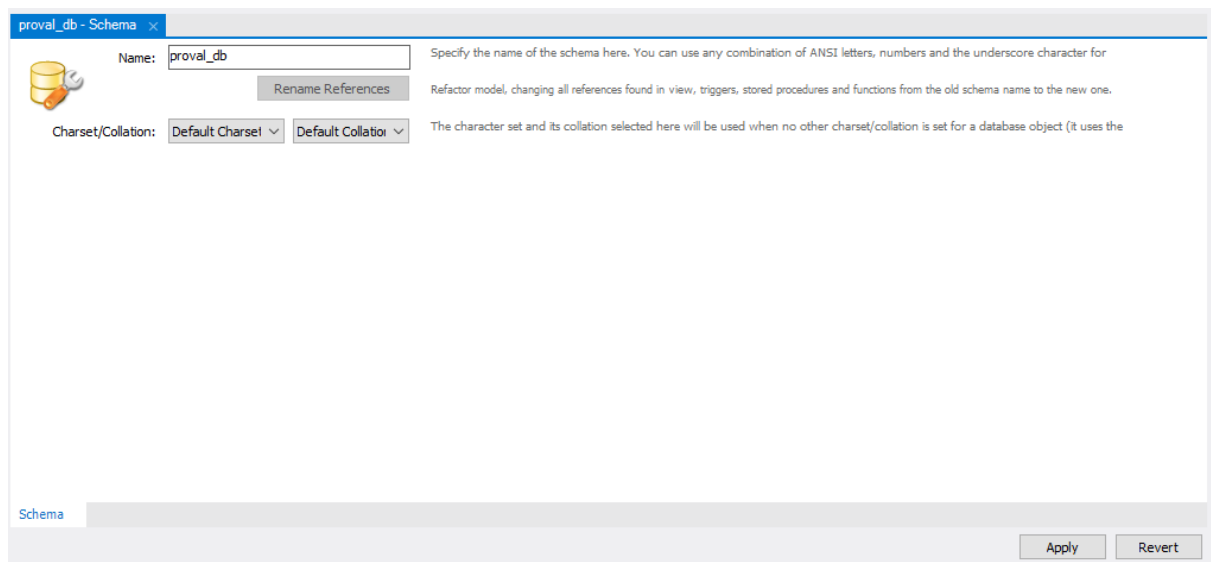 proval_db - Schema ×
Name: proval_db Specify the name of the schema here. You can use any combination of ANSI letters, numbers and the underscore character for
Rename References Refactor model, changing all references found in view, triggers, stored procedures and functions from the old schema name to the new one.
Charset/Collation: Default Charset Default Collation The character set and its collation selected here will be used when no other charset/collation is set for a database object (it uses the
Schema
Apply Revert